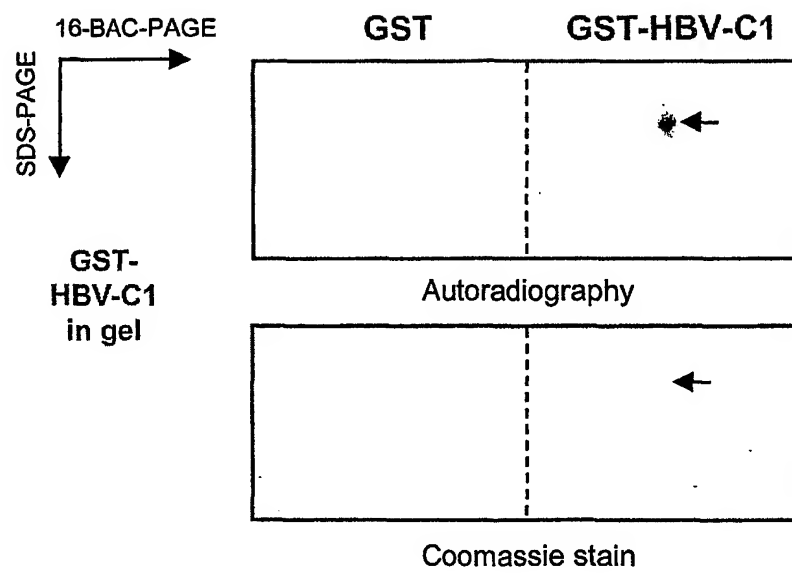 16-BAC-PAGE
SDS-PAGE
GST
GST-HBV-C1
GST-
HBV-C1
in gel
Autoradiography
Coomassie stain